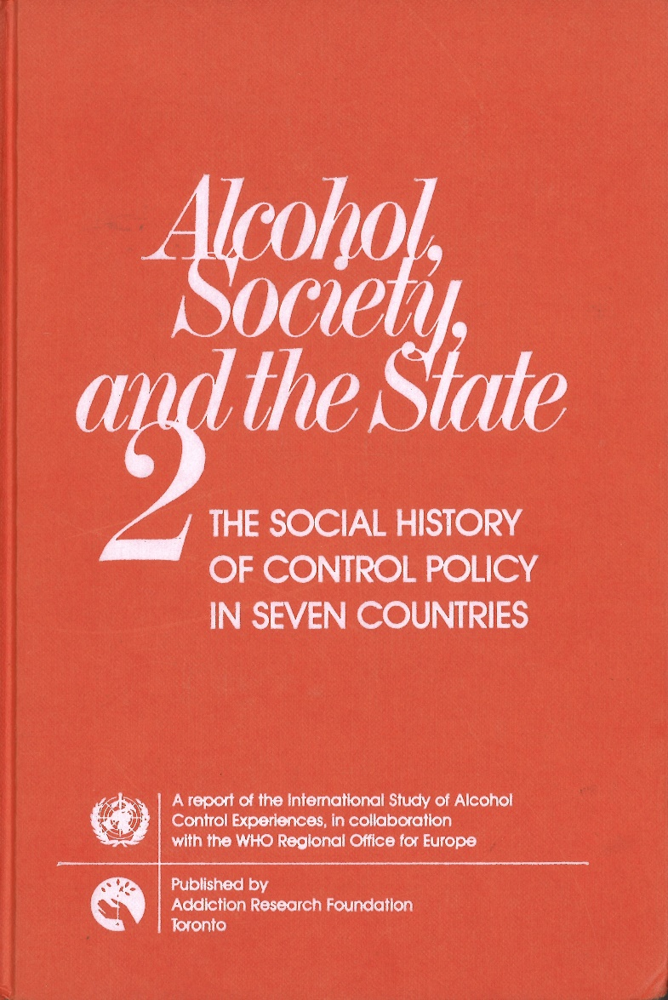 Alcohol,
Society,
and the State
2
THE SOCIAL HISTORY
OF CONTROL POLICY
IN SEVEN COUNTRIES
A report of the International Study of Alcohol
Control Experiences, in collaboration
with the WHO Regional Office for Europe
Published by
Addiction Research Foundation
Toronto